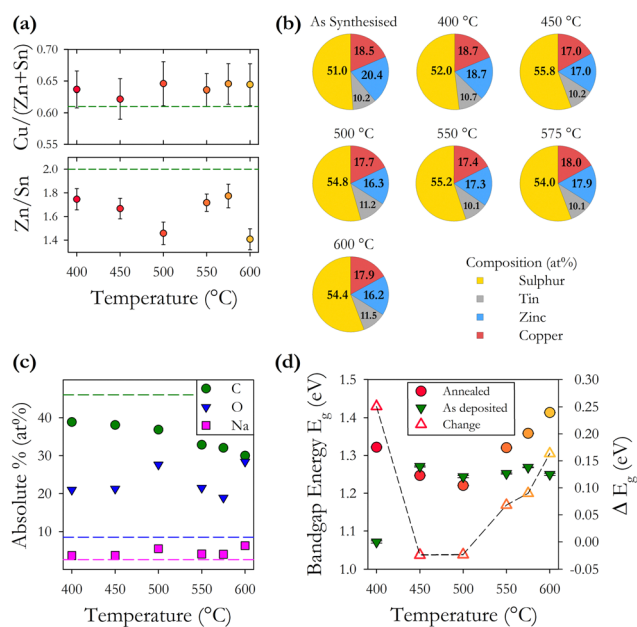 (a)
Cu/(Zn+Sn)
0.70
0.65
0.60
0.55
Zn/Sn
2.0
1.8
1.6
1.4
400 450 500 550 600
Temperature (°C)
(b)
As Synthesised
18.5
51.0
20.4
10.2
400 °C
18.7
52.0
18.7
10.7
450 °C
17.0
55.8
17.0
10.2
500 °C
17.7
54.8
16.3
11.2
550 °C
17.4
55.2
17.3
10.1
575 °C
18.0
54.0
17.9
10.1
600 °C
17.9
54.4
16.2
11.5
Composition (at%)
Sulphur
Tin
Zinc
Copper
(c)
Absolute % (at%)
50
40
30
20
10
0
C
O
Na
400 450 500 550 600
Temperature (°C)
(d)
Bandgap Energy Eg (eV)
1.5
1.4
1.3
1.2
1.1
1.0
Annealed
As deposited
Change
0.30
0.25
0.20
0.15
0.10
0.05
0.00
-0.05
Δ Eg (eV)
400 450 500 550 600
Temperature (°C)